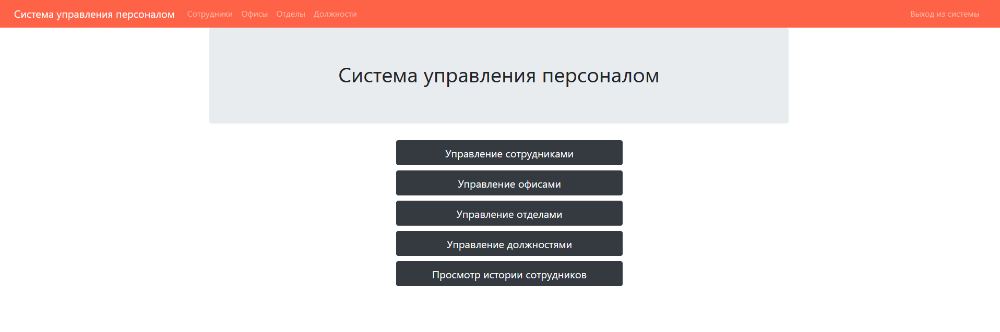 Система управления персоналом Сотрудники Офисы Отделы Должности Выход из системы
Система управления персоналом
Управление сотрудниками
Управление офисами
Управление отделами
Управление должностями
Просмотр истории сотрудников